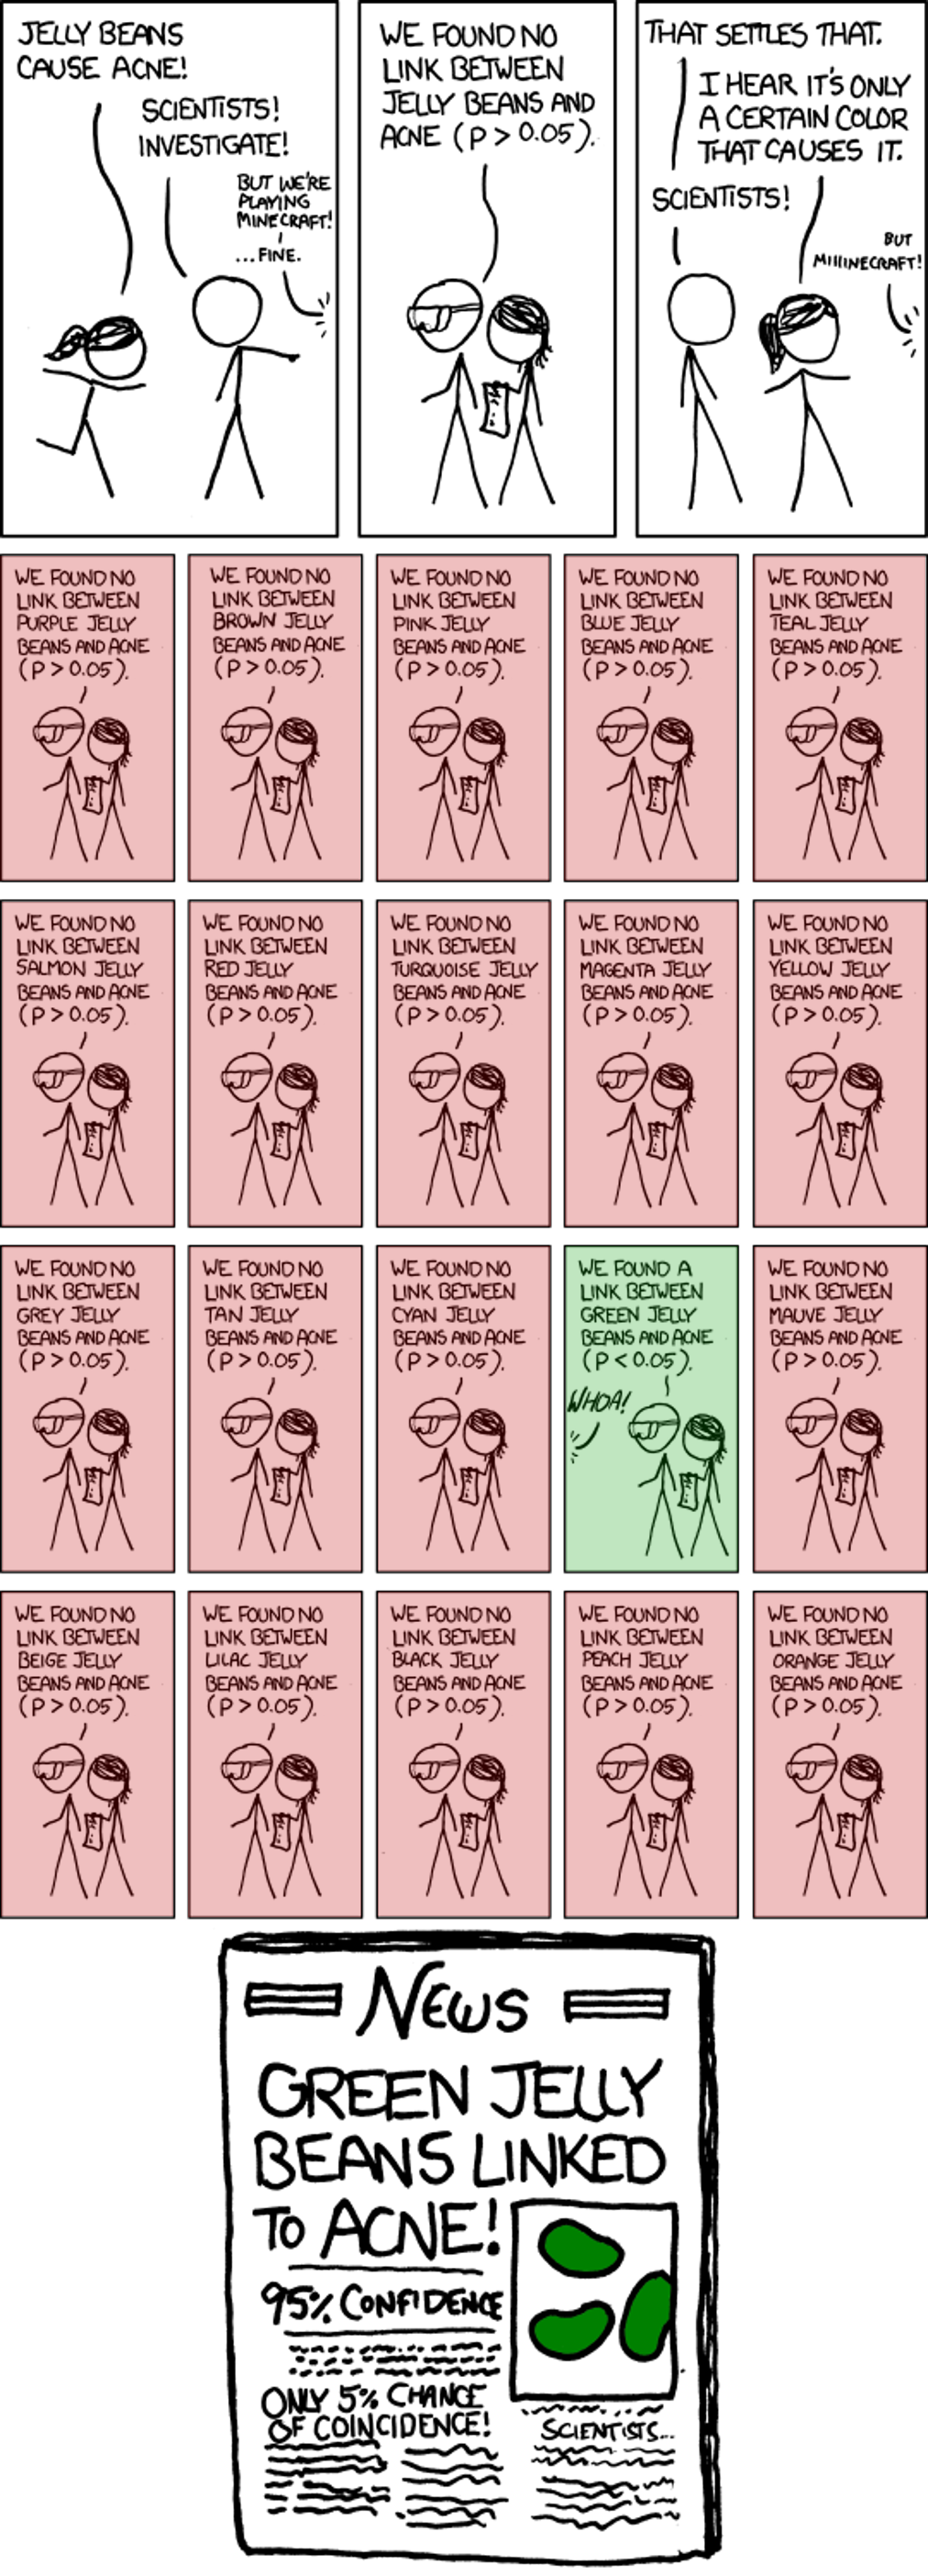 JELLY BEANS
CAUSE ACNE!
SCIENTISTS!
INVESTIGATE!
BUT WE'RE
PLAYING
MINECRAFT!
...FINE.
WE FOUND NO
LINK BETWEEN
JELLY BEANS AND
ACNE (P > 0.05).
THAT SETTLES THAT.
I HEAR IT'S ONLY
A CERTAIN COLOR
THAT CAUSES IT.
SCIENTISTS!
BUT
MIIIINECRAFT!
WE FOUND NO
LINK BETWEEN
PURPLE JELLY
BEANS AND ACNE
(P > 0.05).
WE FOUND NO
LINK BETWEEN
BROWN JELLY
BEANS AND ACNE
(P > 0.05).
WE FOUND NO
LINK BETWEEN
PINK JELLY
BEANS AND ACNE
(P > 0.05).
WE FOUND NO
LINK BETWEEN
BLUE JELLY
BEANS AND ACNE
(P > 0.05).
WE FOUND NO
LINK BETWEEN
TEAL JELLY
BEANS AND ACNE
(P > 0.05).
WE FOUND NO
LINK BETWEEN
SALMON JELLY
BEANS AND ACNE
(P > 0.05).
WE FOUND NO
LINK BETWEEN
RED JELLY
BEANS AND ACNE
(P > 0.05).
WE FOUND NO
LINK BETWEEN
TURQUOISE JELLY
BEANS AND ACNE
(P > 0.05).
WE FOUND NO
LINK BETWEEN
MAGENTA JELLY
BEANS AND ACNE
(P > 0.05).
WE FOUND NO
LINK BETWEEN
YELLOW JELLY
BEANS AND ACNE
(P > 0.05).
WE FOUND NO
LINK BETWEEN
GREY JELLY
BEANS AND ACNE
(P > 0.05).
WE FOUND NO
LINK BETWEEN
TAN JELLY
BEANS AND ACNE
(P > 0.05).
WE FOUND NO
LINK BETWEEN
CYAN JELLY
BEANS AND ACNE
(P > 0.05).
WE FOUND A
LINK BETWEEN
GREEN JELLY
BEANS AND ACNE
(P < 0.05).
WHOA!
WE FOUND NO
LINK BETWEEN
MAUVE JELLY
BEANS AND ACNE
(P > 0.05).
WE FOUND NO
LINK BETWEEN
BEIGE JELLY
BEANS AND ACNE
(P > 0.05).
WE FOUND NO
LINK BETWEEN
LILAC JELLY
BEANS AND ACNE
(P > 0.05).
WE FOUND NO
LINK BETWEEN
BLACK JELLY
BEANS AND ACNE
(P > 0.05).
WE FOUND NO
LINK BETWEEN
PEACH JELLY
BEANS AND ACNE
(P > 0.05).
WE FOUND NO
LINK BETWEEN
ORANGE JELLY
BEANS AND ACNE
(P > 0.05).
NEWS
GREEN JELLY
BEANS LINKED
TO ACNE!
95% CONFIDENCE
ONLY 5% CHANCE
OF COINCIDENCE!
SCIENTISTS...